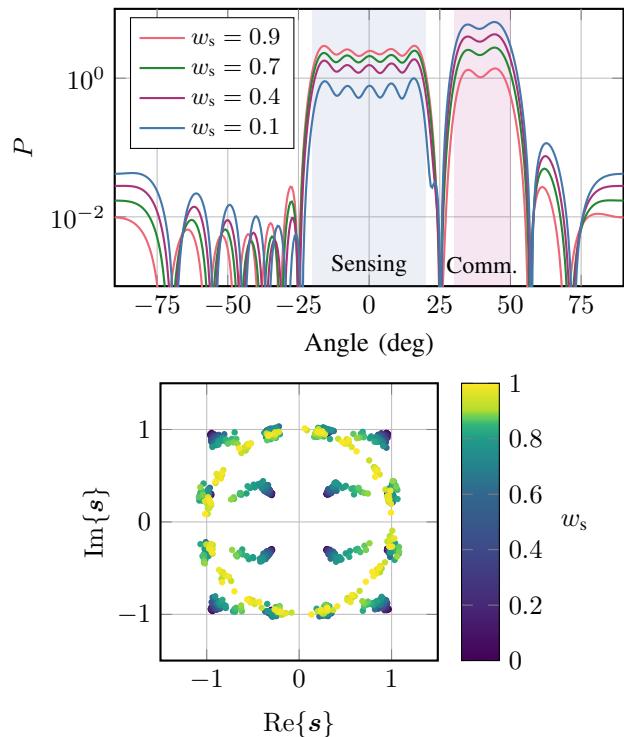 w_s = 0.9
w_s = 0.7
w_s = 0.4
w_s = 0.1
P
10^0
10^−2
Sensing
Comm.
−75 −50 −25 0 25 50 75
Angle (deg)
1
0
−1
Im{s}
−1 0 1
Re{s}
1
0.8
0.6
0.4
0.2
0
w_s